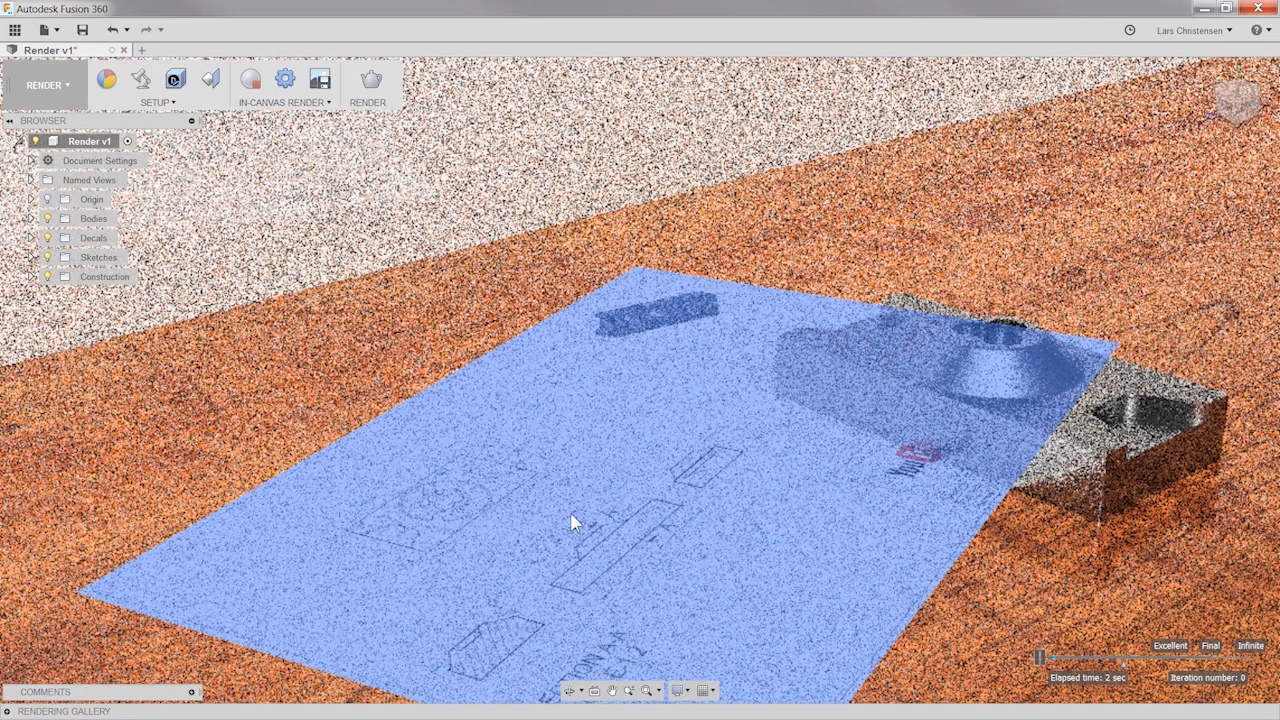 Autodesk Fusion 360
Lars Christensen
Render v1*
RENDER
SETUP
IN-CANVAS RENDER
RENDER
BROWSER
Render v1
Document Settings
Named Views
Origin
Bodies
Decals
Sketches
Construction
Excellent Final Infinite
Elapsed time: 2 sec Iteration number: 0
COMMENTS
RENDERING GALLERY